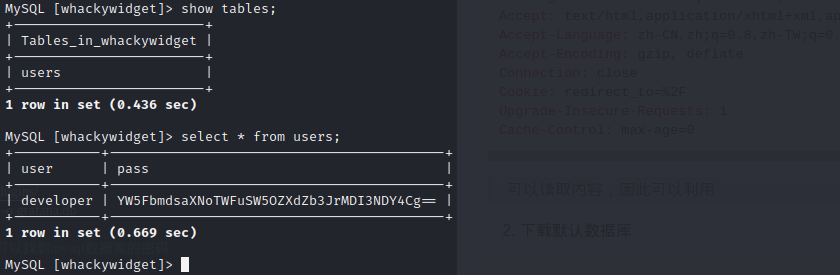 MySQL [whackywidget]> show tables;
Tables_in_whackywidget
users
1 row in set (0.436 sec)
MySQL [whackywidget]> select * from users;
user | pass
developer | YW5FbmdsaXNoTWFuSW5OZXdZb3JrMDI3NDY4Cg==
1 row in set (0.669 sec)
MySQL [whackywidget]>
Accept: text/html,application/xhtml+xml,ap
Accept-Language: zh-CN,zh;q=0.8,zh-TW;q=0.
Accept-Encoding: gzip, deflate
Connection: close
Cookie: redirect_to=%2F
Upgrade-Insecure-Requests: 1
Cache-Control: max-age=0
可以读取内容，因此可以利用
2. 下载默认数据库